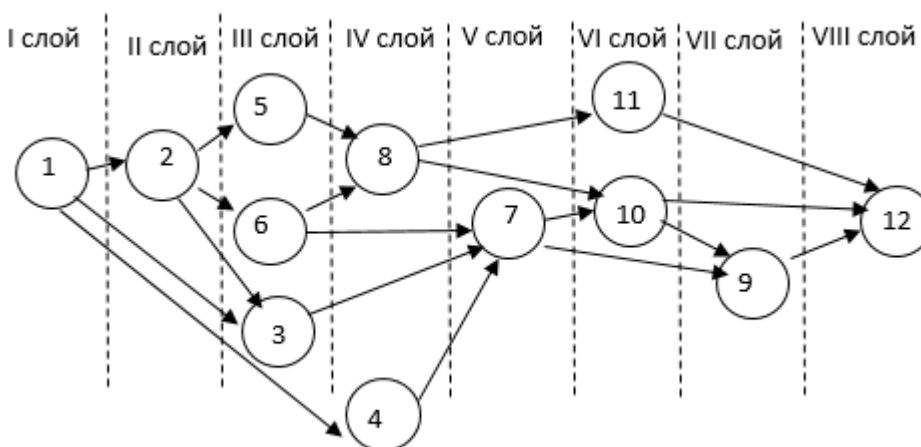 I слой
II слой
III слой
IV слой
V слой
VI слой
VII слой
VIII слой
1
2
5
6
3
8
4
7
11
10
9
12